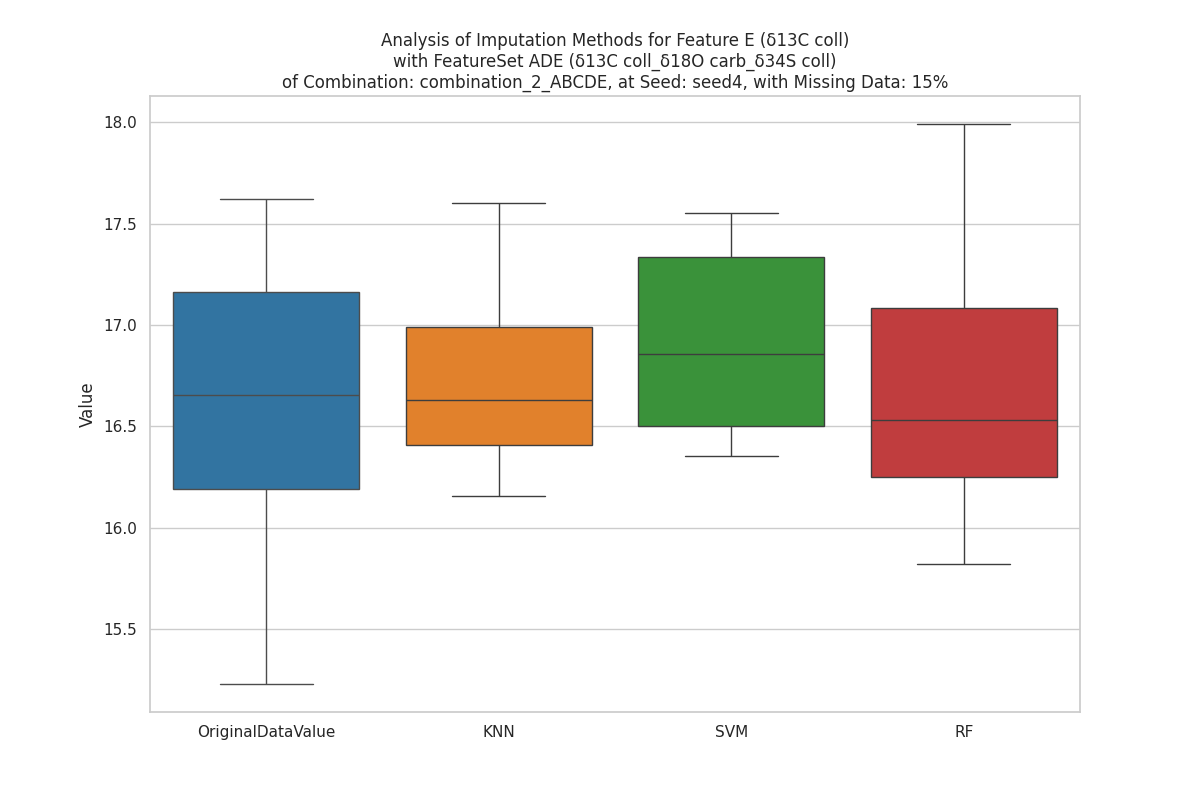 Analysis of Imputation Methods for Feature E (δ13C coll)
with FeatureSet ADE (δ13C coll_δ18O carb_δ34S coll)
of Combination: combination_2_ABCDE, at Seed: seed4, with Missing Data: 15%
18.0
17.5
17.0
16.5
16.0
15.5
Value
OriginalDataValue
KNN
SVM
RF